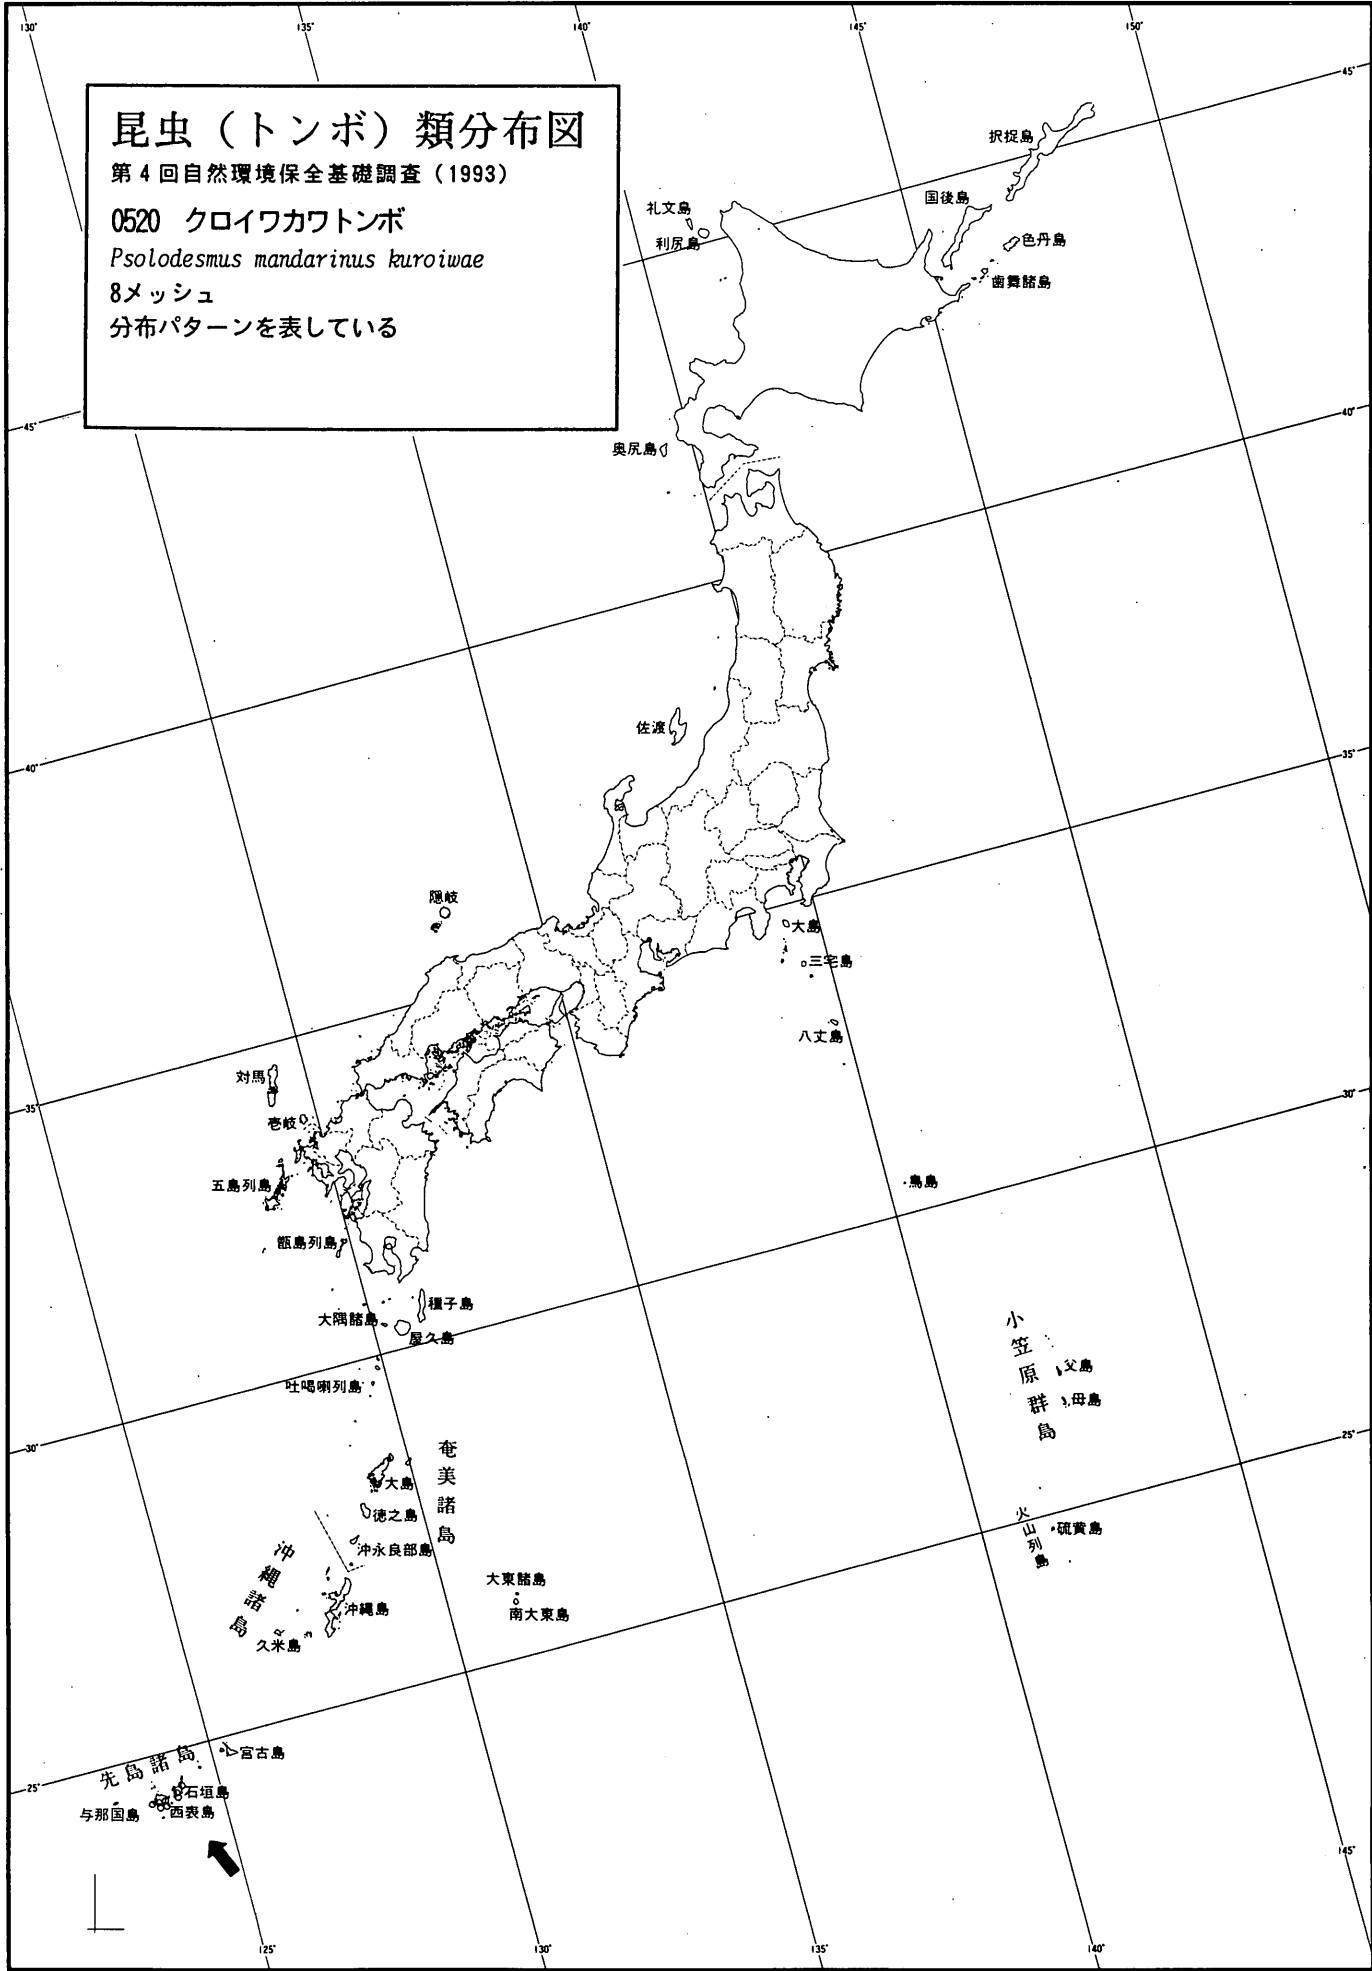 130°
140°
145°
150°
昆虫（トンボ）類分布図
第4回自然環境保全基礎調査（1993）
0520 クロイワカワトンボ
Psolodesmus mandarinus kuroiwae
8メッシュ
分布パターンを表している
45°
択捉島
国後島
礼文島
利尻島
色丹島
歯舞諸島
45°
40°
奥尻島
佐渡
40°
35°
隠岐
大島
三宅島
八丈島
対馬
壱岐
35°
30°
五島列島
鳥島
甑島列島
種子島
大隅諸島
屋久島
吐噶喇列島
小笠原群島
父島
母島
30°
25°
奄美諸島
大島
徳之島
沖永良部島
沖縄諸島
沖縄島
久米島
大東諸島
南大東島
火山列島
硫黄島
先島諸島
宮古島
石垣島
西表島
与那国島
25°
145°
125°
130°
135°
140°